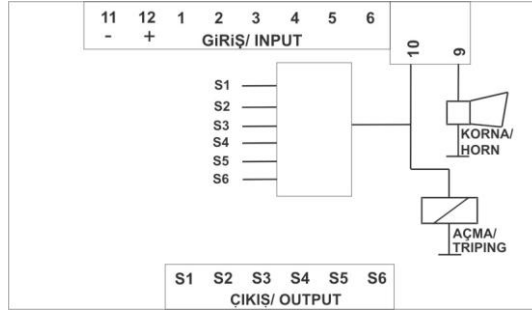 11 12 1 2 3 4 5 6
- +
GİRİŞ/ INPUT
10 9
S1
S2
S3
S4
S5
S6
KORNA/
HORN
AÇMA/
TRIPING
S1 S2 S3 S4 S5 S6
ÇIKIŞ/ OUTPUT